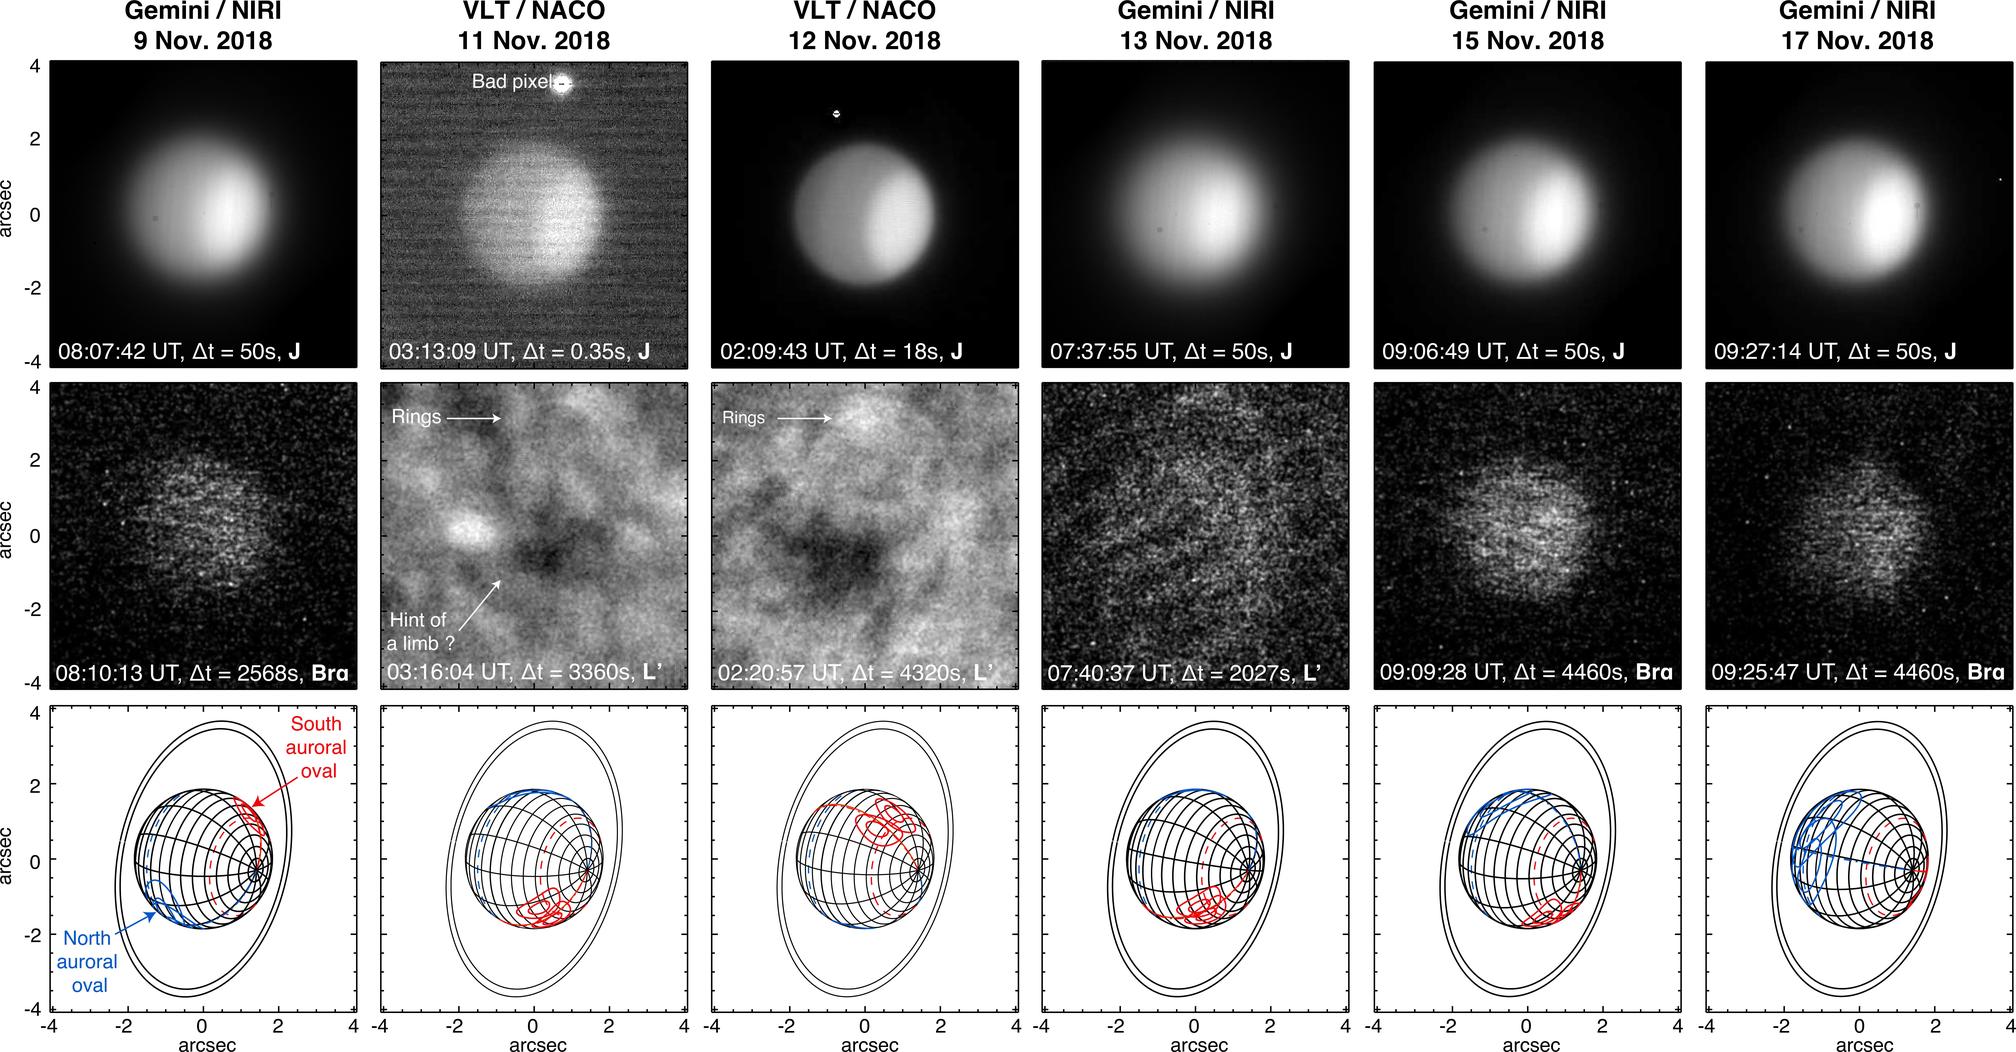 Gemini / NIRI
9 Nov. 2018
VLT / NACO
11 Nov. 2018
VLT / NACO
12 Nov. 2018
Gemini / NIRI
13 Nov. 2018
Gemini / NIRI
15 Nov. 2018
Gemini / NIRI
17 Nov. 2018
4
2
0
-2
-4
arcsec
Bad pixel
08:07:42 UT, Δt = 50s, J
03:13:09 UT, Δt = 0.35s, J
02:09:43 UT, Δt = 18s, J
07:37:55 UT, Δt = 50s, J
09:06:49 UT, Δt = 50s, J
09:27:14 UT, Δt = 50s, J
4
2
0
-2
-4
arcsec
Rings
Hint of
a limb ?
Rings
08:10:13 UT, Δt = 2568s, Brα
03:16:04 UT, Δt = 3360s, L’
02:20:57 UT, Δt = 4320s, L’
07:40:37 UT, Δt = 2027s, L’
09:09:28 UT, Δt = 4460s, Brα
09:25:47 UT, Δt = 4460s, Brα
4
2
0
-2
-4
arcsec
South
auroral
oval
North
auroral
oval
-4 -2 0 2 4
arcsec
-4 -2 0 2 4
arcsec
-4 -2 0 2 4
arcsec
-4 -2 0 2 4
arcsec
-4 -2 0 2 4
arcsec
-4 -2 0 2 4
arcsec